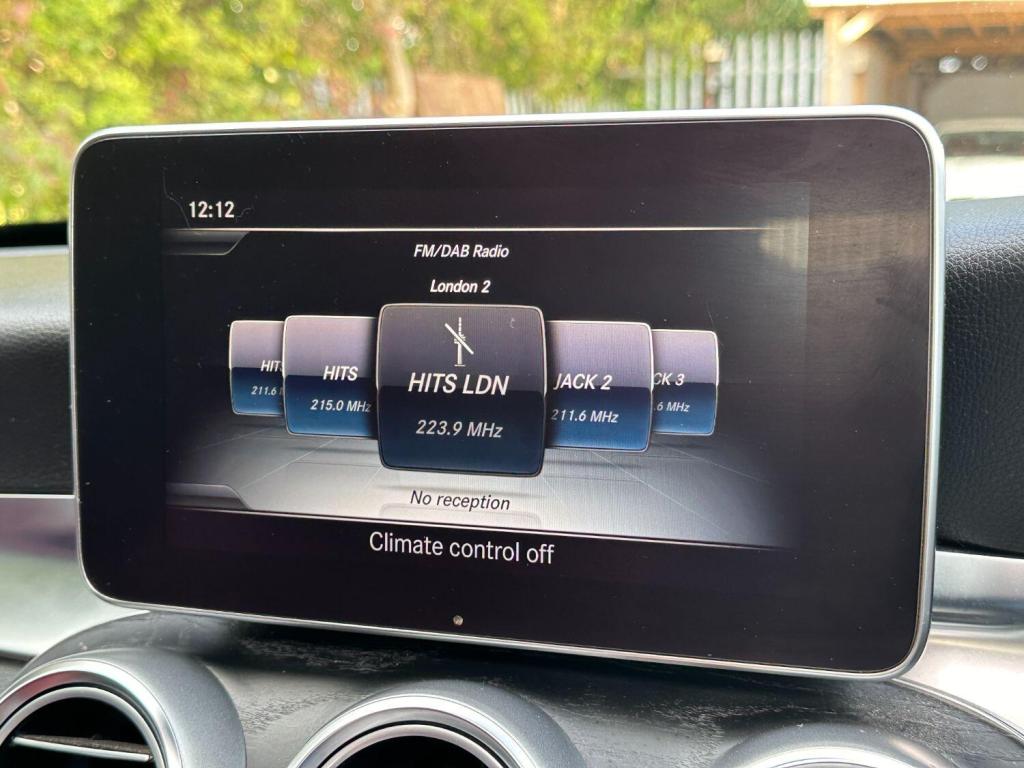 12:12
FM/DAB Radio
London 2
HITS
215.0 MHz
HITS LDN
223.9 MHz
JACK 2
211.6 MHz
No reception
Climate control off